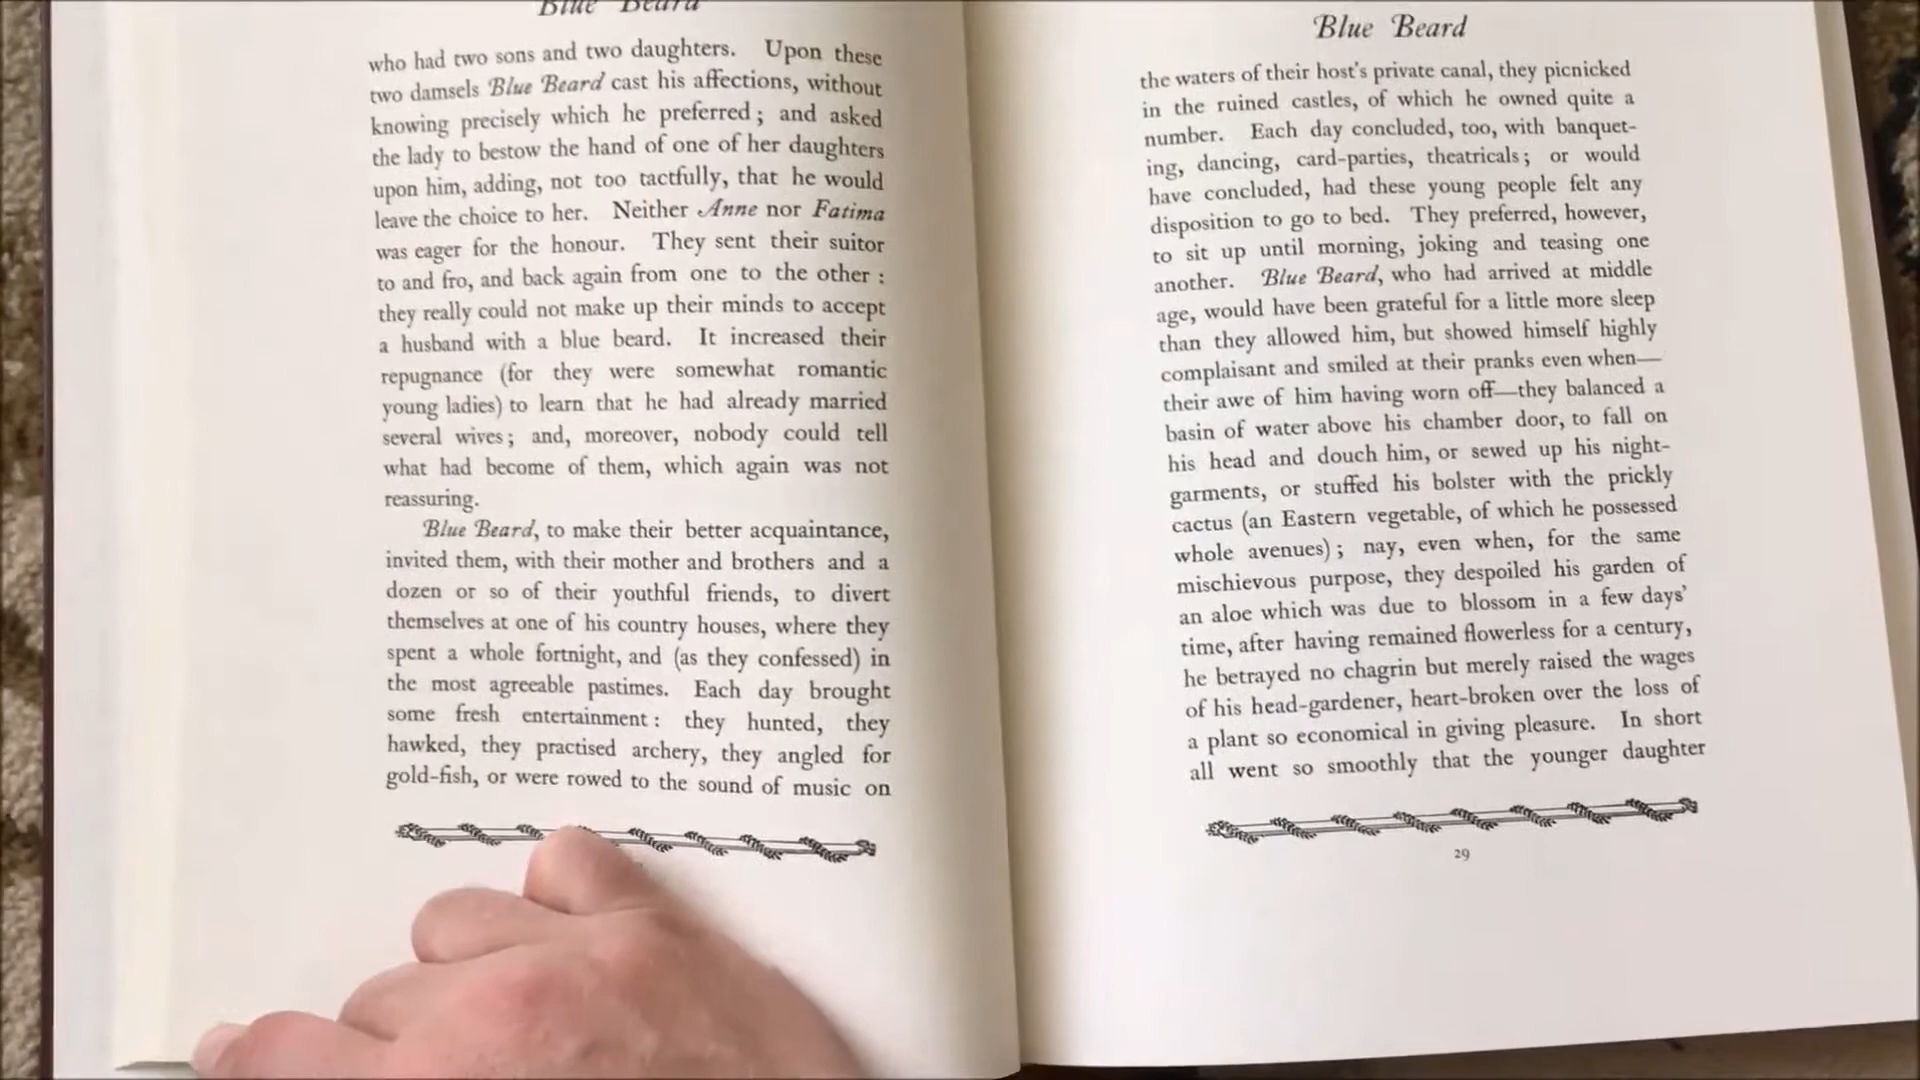 Blue Beard
who had two sons and two daughters. Upon these
two damsels Blue Beard cast his affections, without
knowing precisely which he preferred; and asked
the lady to bestow the hand of one of her daughters
upon him, adding, not too tactfully, that he would
leave the choice to her. Neither Anne nor Fatima
was eager for the honour. They sent their suitor
to and fro, and back again from one to the other:
they really could not make up their minds to accept
a husband with a blue beard. It increased their
repugnance (for they were somewhat romantic
young ladies) to learn that he had already married
several wives; and, moreover, nobody could tell
what had become of them, which again was not
reassuring.
Blue Beard, to make their better acquaintance,
invited them, with their mother and brothers and a
dozen or so of their youthful friends, to divert
themselves at one of his country houses, where they
spent a whole fortnight, and (as they confessed) in
the most agreeable pastimes. Each day brought
some fresh entertainment: they hunted, they
hawked, they practised archery, they angled for
gold-fish, or were rowed to the sound of music on
Blue Beard
the waters of their host's private canal, they picnicked
in the ruined castles, of which he owned quite a
number. Each day concluded, too, with banquet-
ing, dancing, card-parties, theatricals; or would
have concluded, had these young people felt any
disposition to go to bed. They preferred, however,
to sit up until morning, joking and teasing one
another. Blue Beard, who had arrived at middle
age, would have been grateful for a little more sleep
than they allowed him, but showed himself highly
complaisant and smiled at their pranks even when—
their awe of him having worn off—they balanced a
basin of water above his chamber door, to fall on
his head and douch him, or sewed up his night-
garments, or stuffed his bolster with the prickly
cactus (an Eastern vegetable, of which he possessed
whole avenues); nay, even when, for the same
mischievous purpose, they despoiled his garden of
an aloe which was due to blossom in a few days'
time, after having remained flowerless for a century,
he betrayed no chagrin but merely raised the wages
of his head-gardener, heart-broken over the loss of
a plant so economical in giving pleasure. In short
all went so smoothly that the younger daughter
29